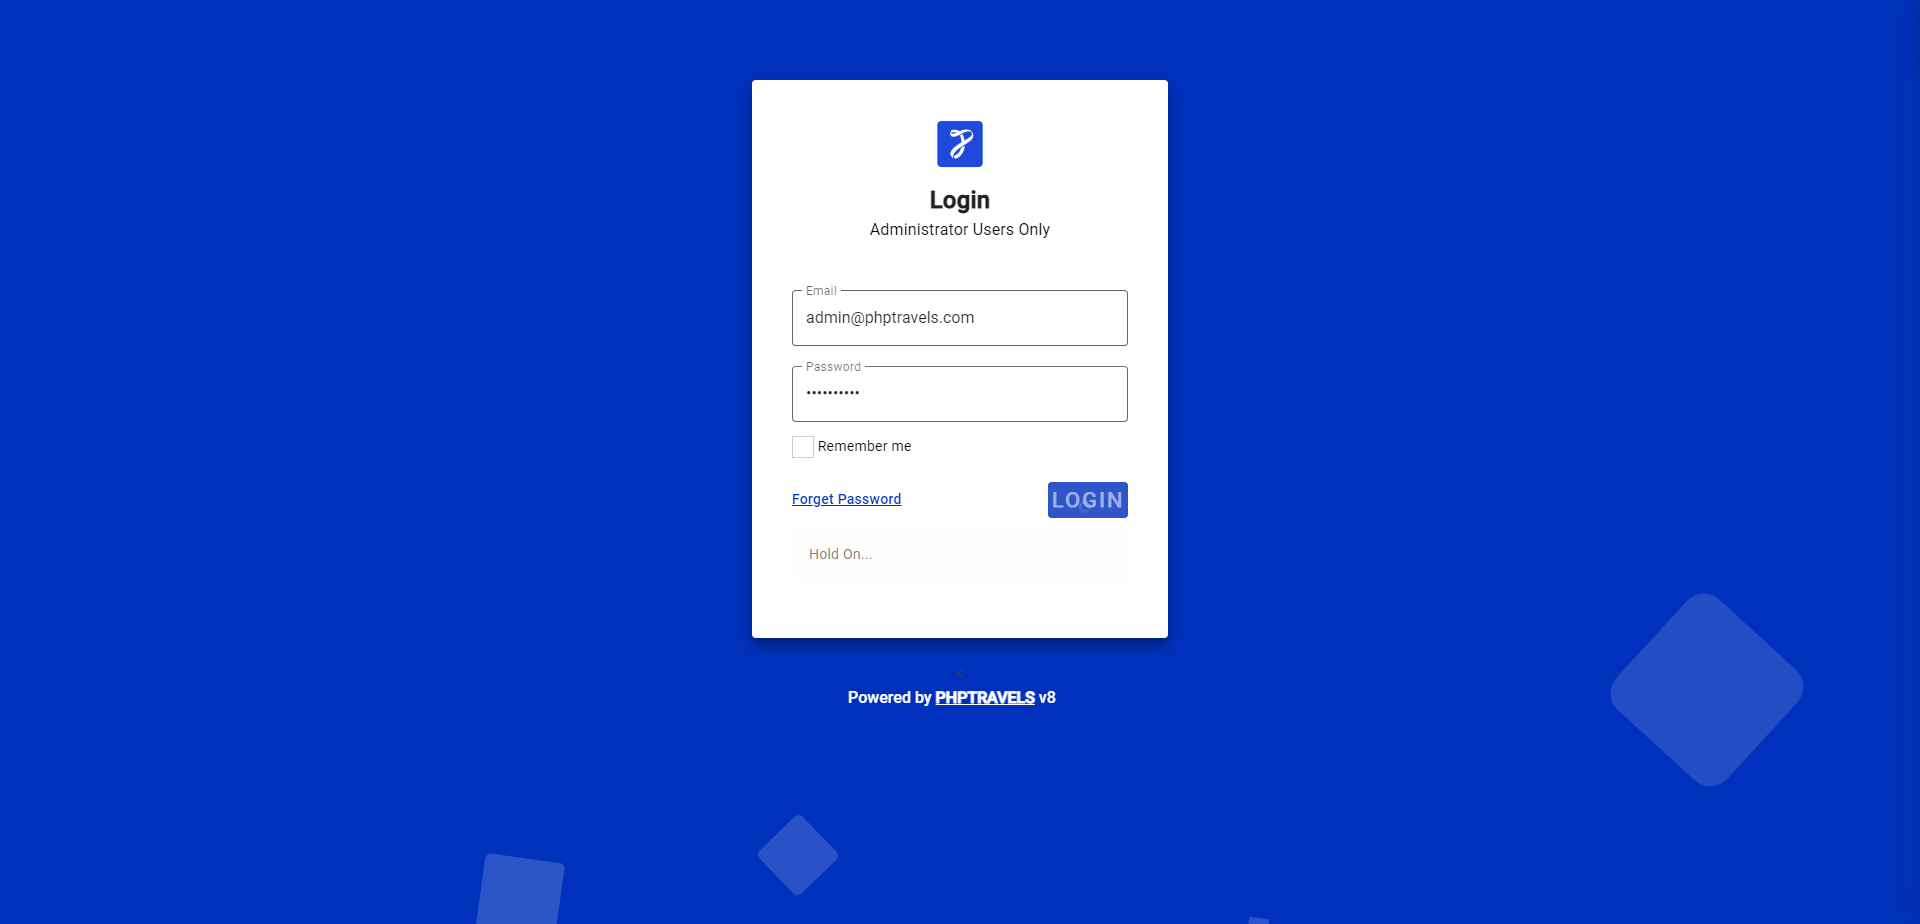 Login
Administrator Users Only
Email
admin@phptravels.com
Password
••••••••••
Remember me
Forget Password
LOGIN
Hold On...
<
Powered by PHPTRAVELS v8